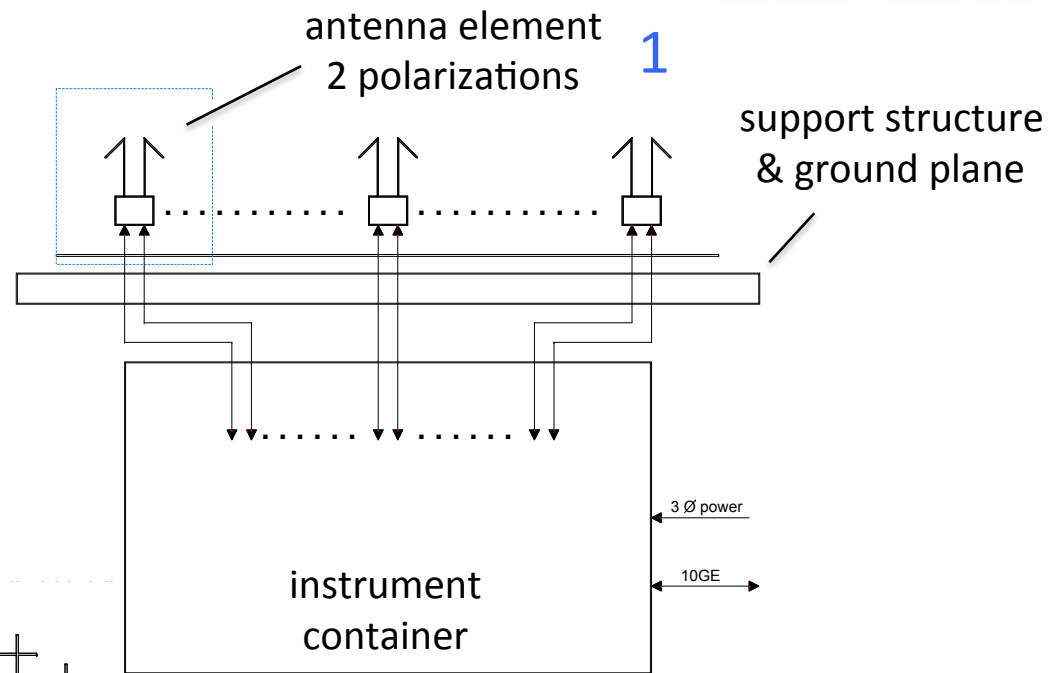 antenna element
2 polarizations
1
support structure
& ground plane
3 Ø power
10GE
instrument
container